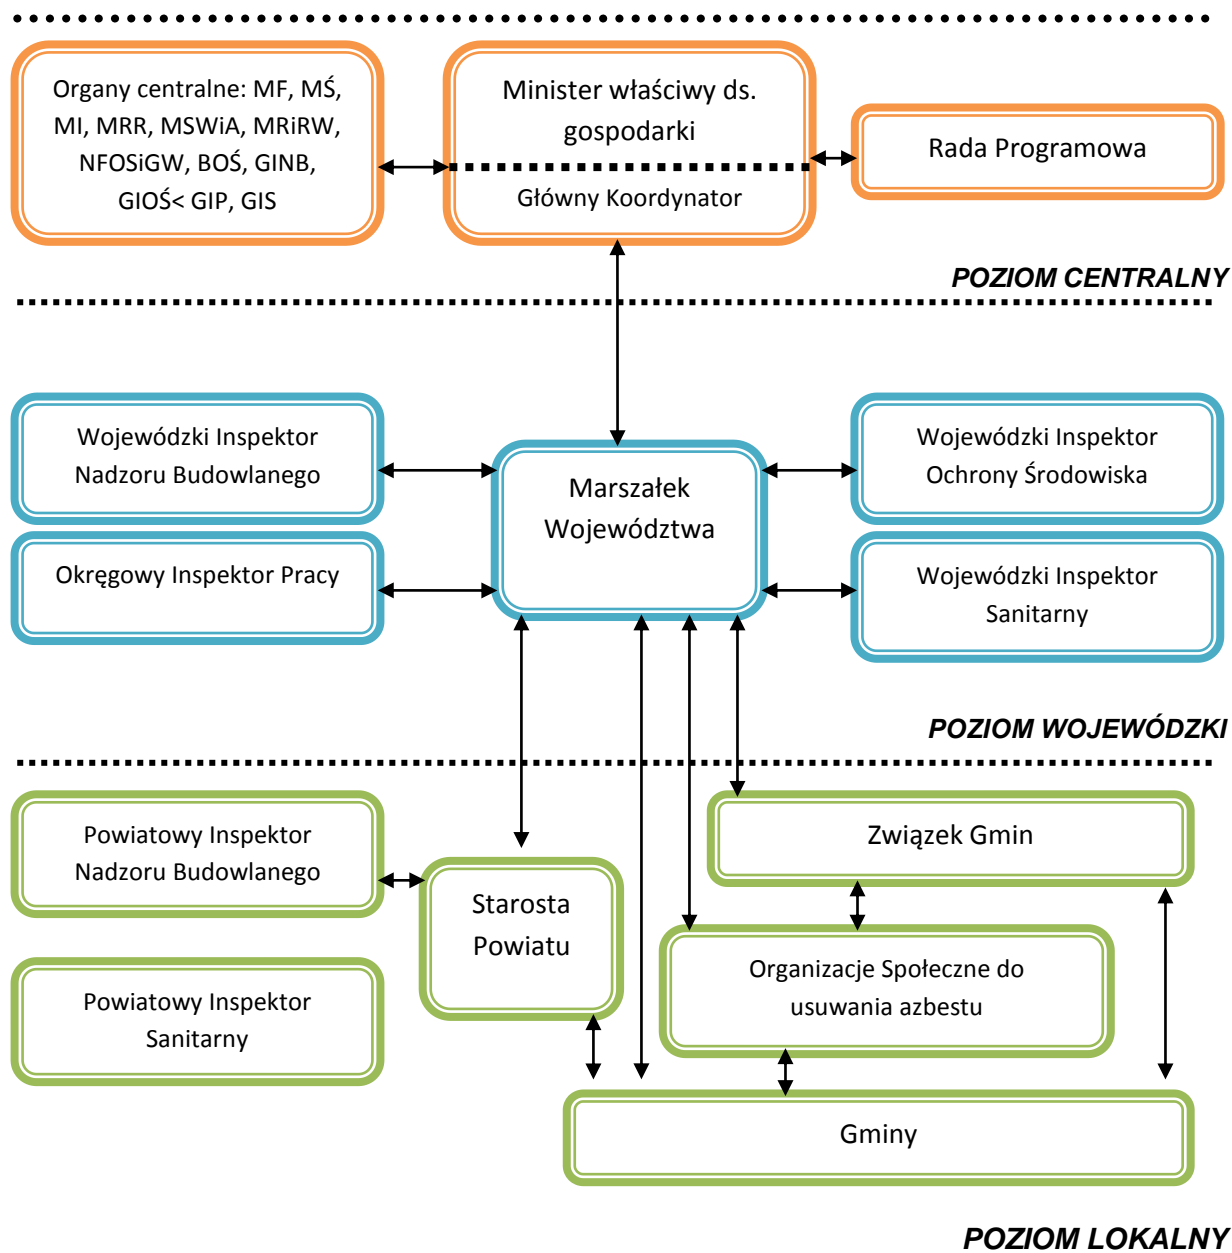 Organy centralne: MF, MŚ,
MI, MRR, MSWiA, MRiRW,
NFOSiGW, BOŚ, GINB,
GIOŚ< GIP, GIS
Minister właściwy ds.
gospodarki
Główny Koordynator
Rada Programowa
POZIOM CENTRALNY
Wojewódzki Inspektor
Nadzoru Budowlanego
Okręgowy Inspektor Pracy
Marszałek
Województwa
Wojewódzki Inspektor
Ochrony Środowiska
Wojewódzki Inspektor
Sanitarny
POZIOM WOJEWÓDZKI
Powiatowy Inspektor
Nadzoru Budowlanego
Powiatowy Inspektor
Sanitarny
Starosta
Powiatu
Związek Gmin
Organizacje Społeczne do
usuwania azbestu
Gminy
POZIOM LOKALNY